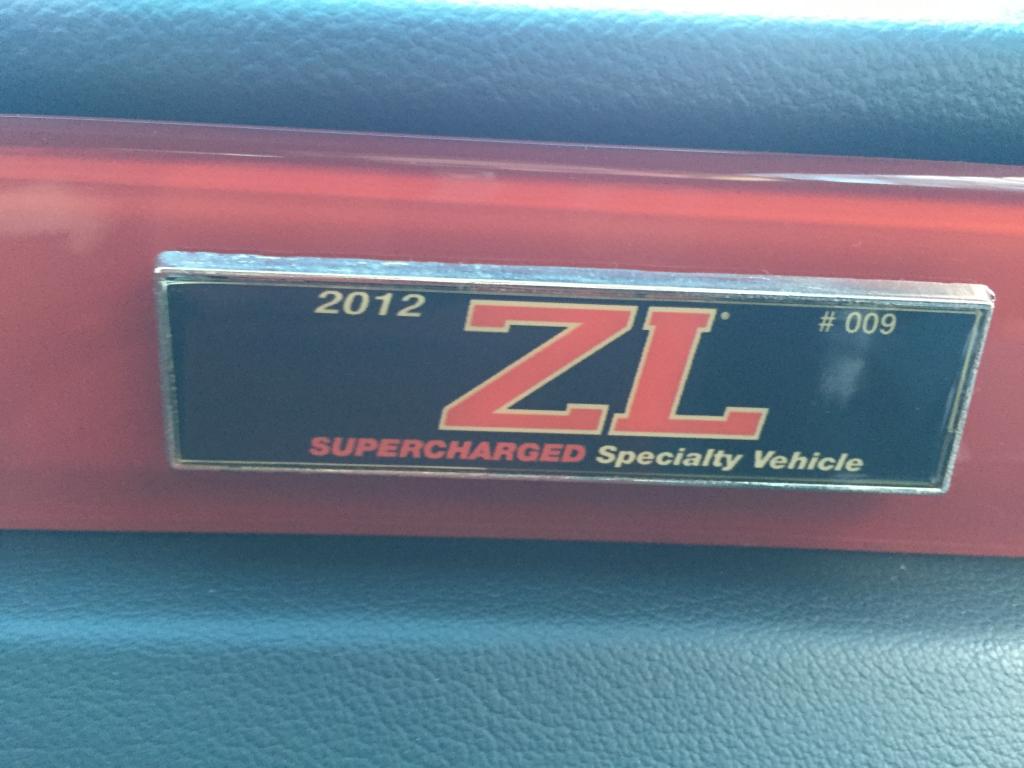 2012 ZL® # 009
SUPERCHARGED Specialty Vehicle